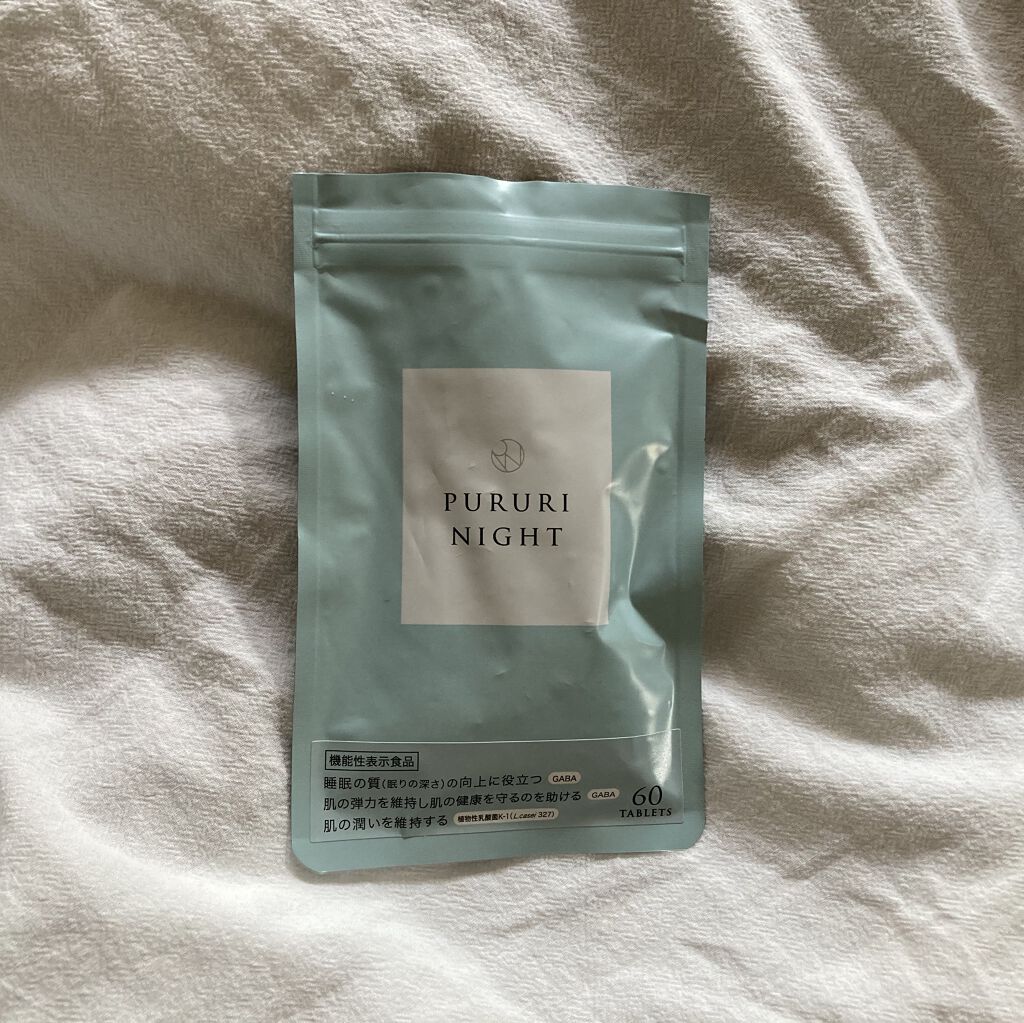 PURURI
NIGHT
機能性表示食品
睡眠の質(眠りの深さ)の向上に役立つ GABA
肌の弾力を維持し肌の健康を守るのを助ける GABA
肌の潤いを維持する 植物性乳酸菌K-1(L.casei 327)
60
TABLETS